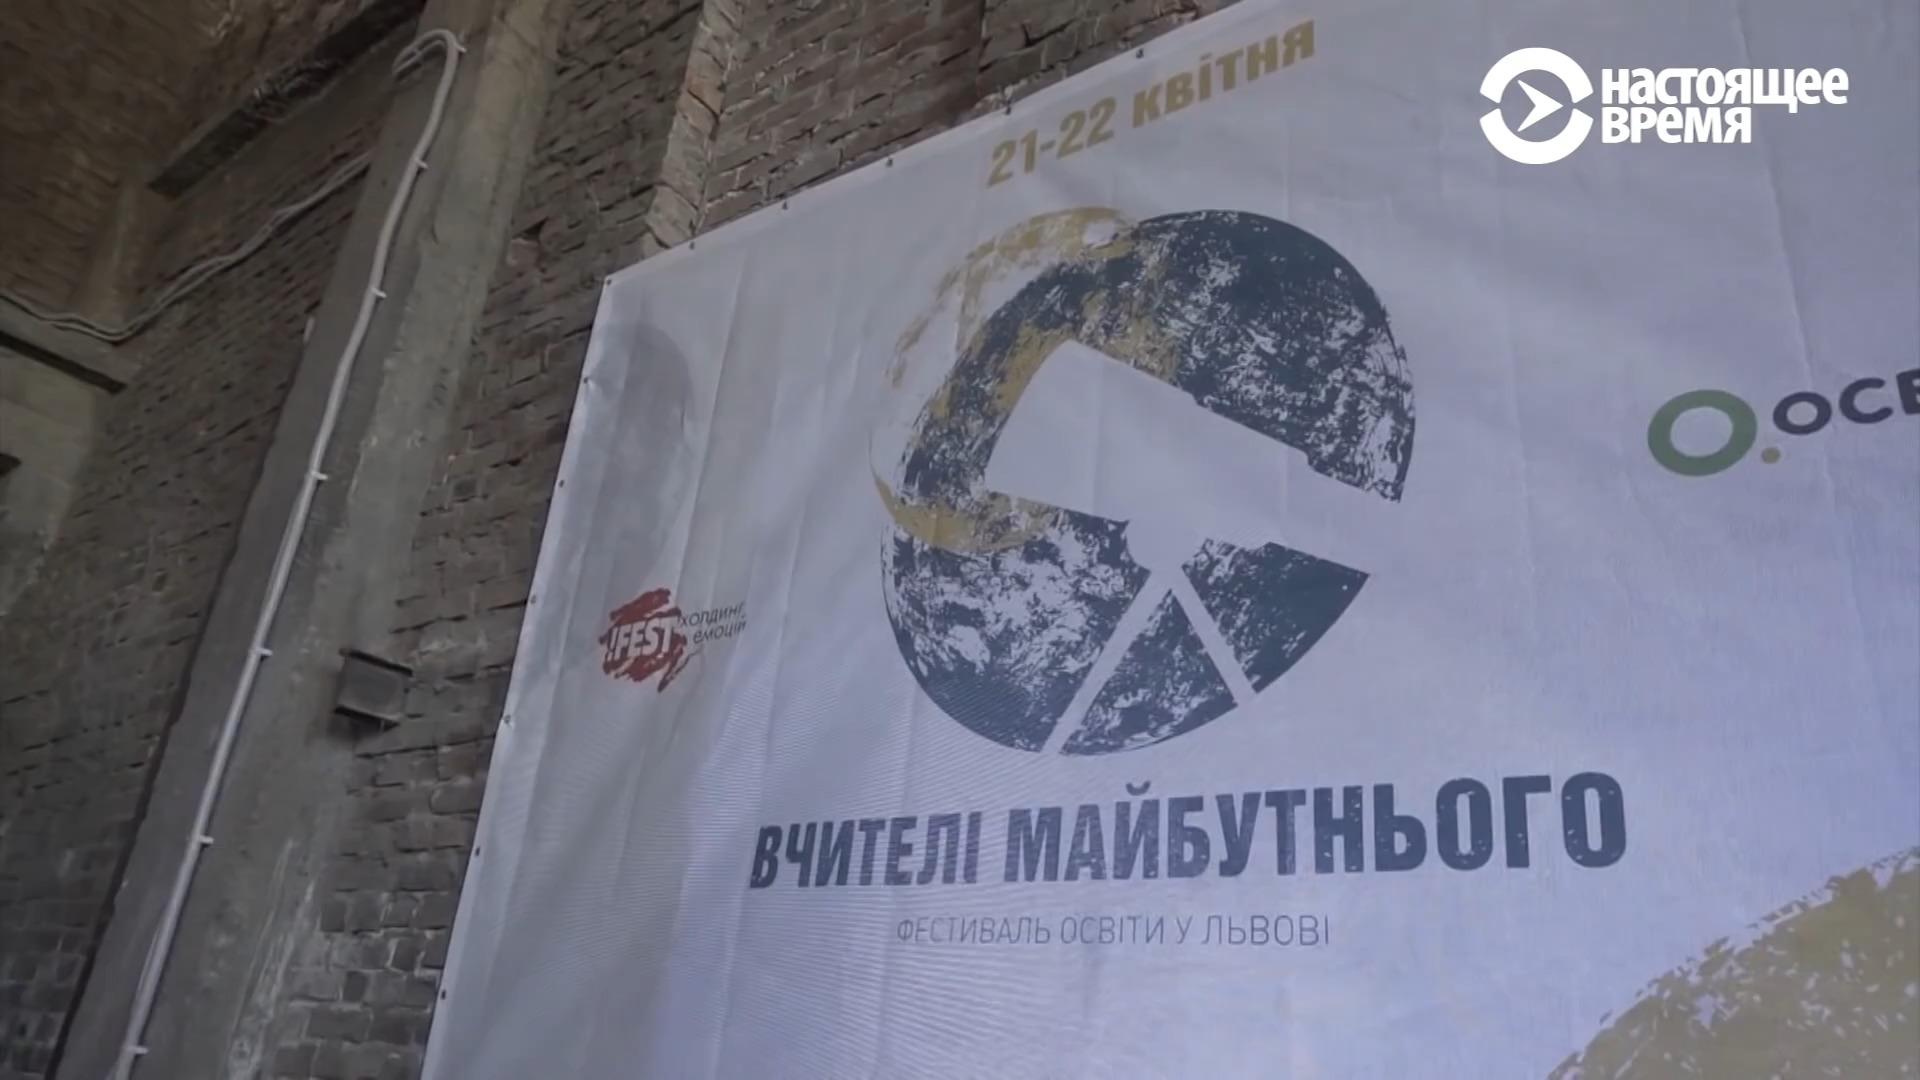 21-22 квітня
НАСТОЯЩЕЕ
ВРЕМЯ
!FEST
холдинг
емоцій
ВЧИТЕЛІ МАЙБУТНЬОГО
ФЕСТИВАЛЬ ОСВІТИ У ЛЬВОВІ